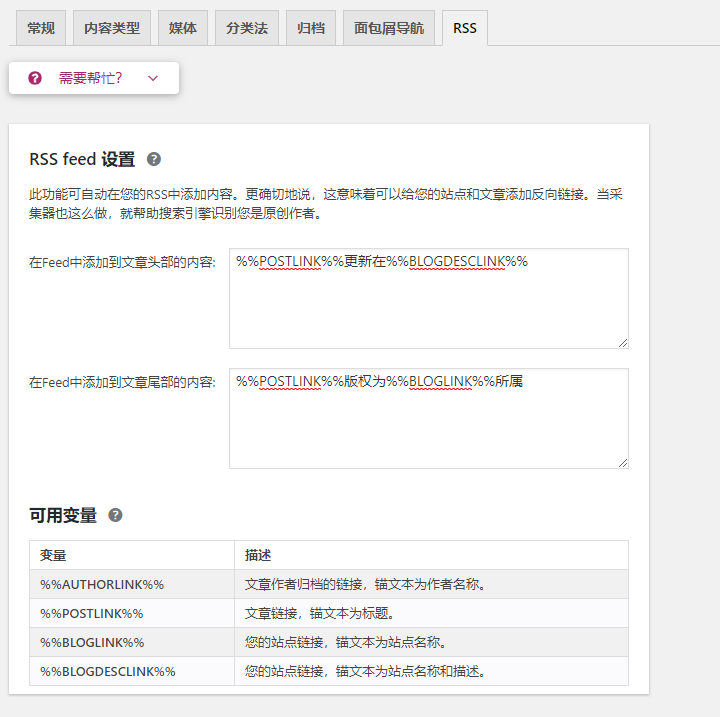 常规 内容类型 媒体 分类法 归档 面包屑导航 RSS
需要帮忙?
RSS feed 设置
此功能可自动在您的RSS中添加内容。更确切地说，这意味着可以给您的站点和文章添加反向链接。当采
集器也这么做，就帮助搜索引擎识别您是原创作者。
在Feed中添加到文章头部的内容: %%POSTLINK%%更新在%%BLOGDESCLINK%%
在Feed中添加到文章尾部的内容: %%POSTLINK%%版权为%%BLOGLINK%%所属
可用变量
变量 描述
%%AUTHORLINK%% 文章作者归档的链接，锚文本为作者名称。
%%POSTLINK%% 文章链接，锚文本为标题。
%%BLOGLINK%% 您的站点链接，锚文本为站点名称。
%%BLOGDESCLINK%% 您的站点链接，锚文本为站点名称和描述。